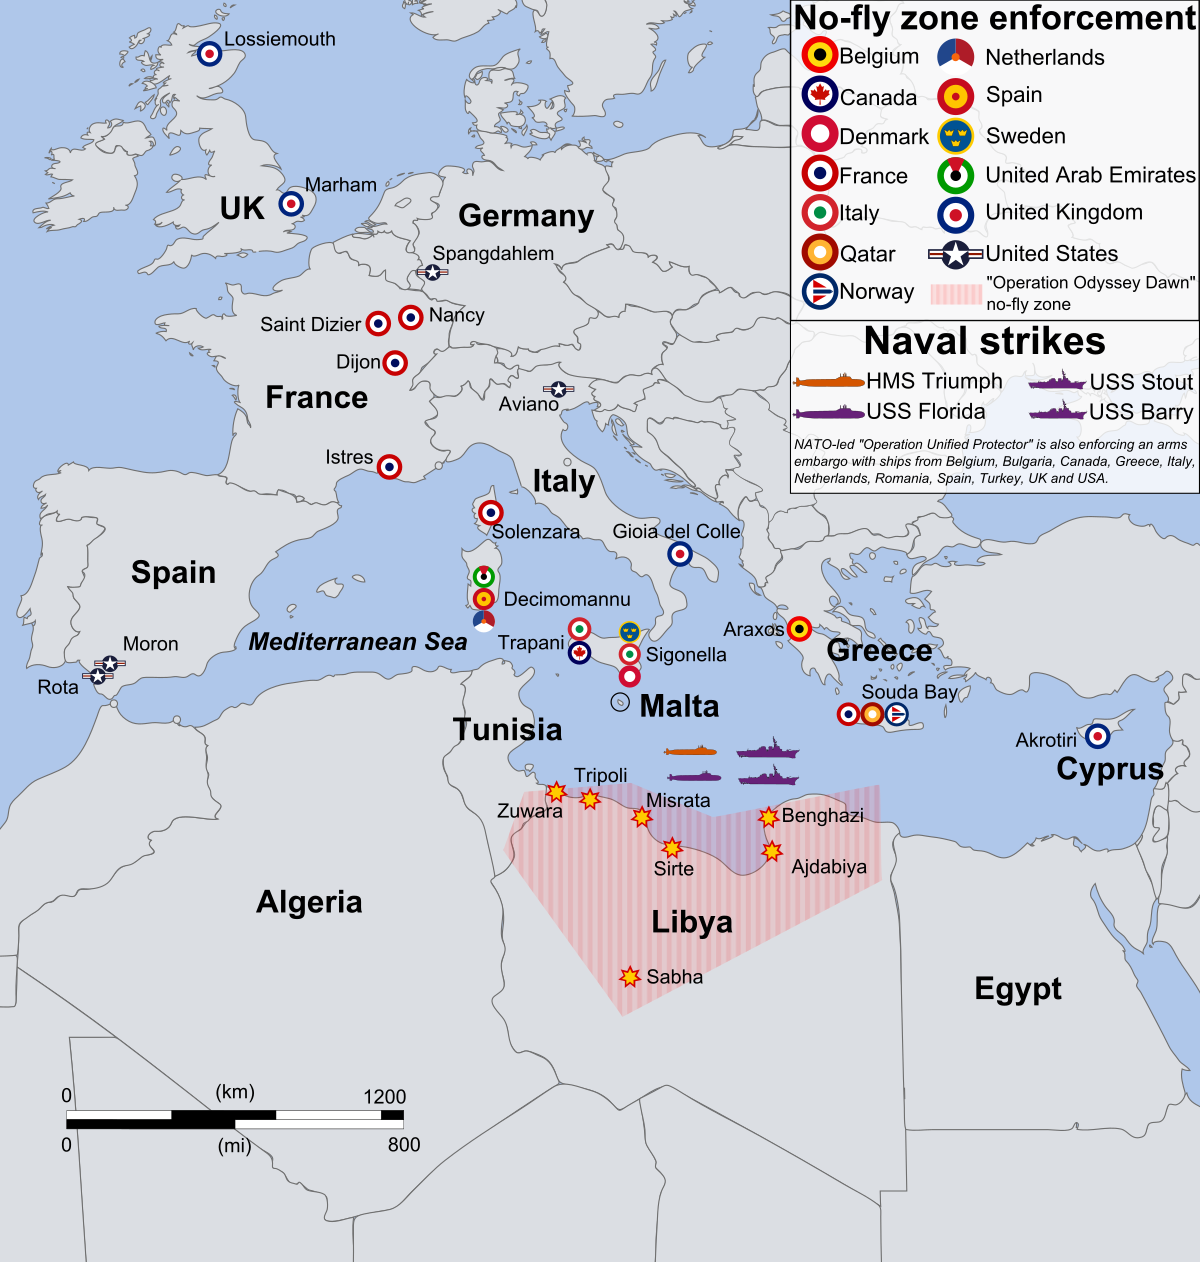 No-fly zone enforcement
Belgium
Netherlands
Canada
Spain
Denmark
Sweden
France
United Arab Emirates
Italy
United Kingdom
Qatar
United States
Norway
"Operation Odyssey Dawn"
no-fly zone
Naval strikes
HMS Triumph
USS Stout
USS Florida
USS Barry
NATO-led "Operation Unified Protector" is also enforcing an arms
embargo with ships from Belgium, Bulgaria, Canada, Greece, Italy,
Netherlands, Romania, Spain, Turkey, UK and USA.
Lossiemouth
Marham
UK
Germany
Spangdahlem
Saint Dizier
Nancy
Dijon
France
Aviano
Istres
Italy
Solenzara
Gioia del Colle
Spain
Decimomannu
Mediterranean Sea
Trapani
Sigonella
Araxos
Greece
Moron
Rota
Souda Bay
Malta
Tunisia
Akrotiri
Cyprus
Tripoli
Zuwara
Misrata
Benghazi
Sirte
Ajdabiya
Algeria
Libya
Sabha
Egypt
0
(km)
1200
0
(mi)
800